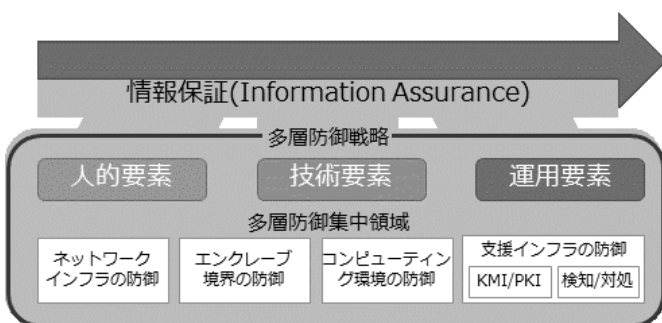 情報保証(Information Assurance)
多層防御戦略
人的要素
技術要素
運用要素
多層防御集中領域
ネットワーク
インフラの防御
エンクレーブ
境界の防御
コンピューティン
グ環境の防御
支援インフラの防御
KMI/PKI
検知/対処